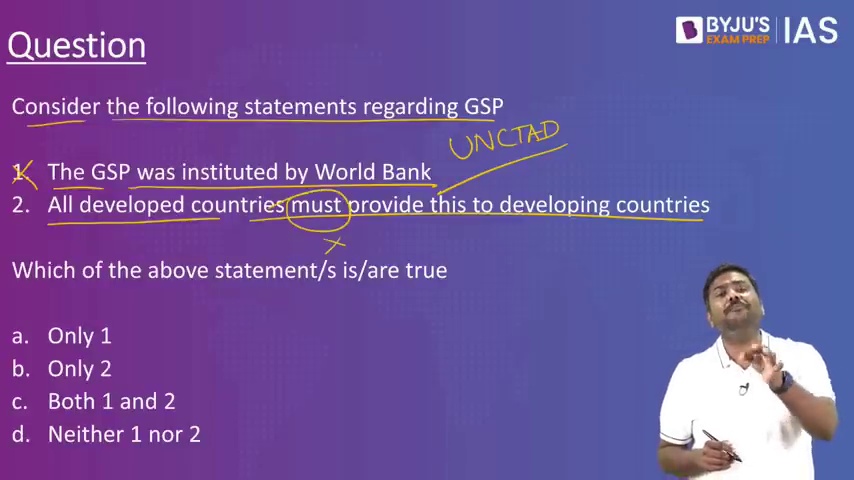 Question
BYJU'S
EXAM PREP
IAS
Consider the following statements regarding GSP
UNCTAD
1. The GSP was instituted by World Bank
2. All developed countries must provide this to developing countries
Which of the above statement/s is/are true
a. Only 1
b. Only 2
c. Both 1 and 2
d. Neither 1 nor 2